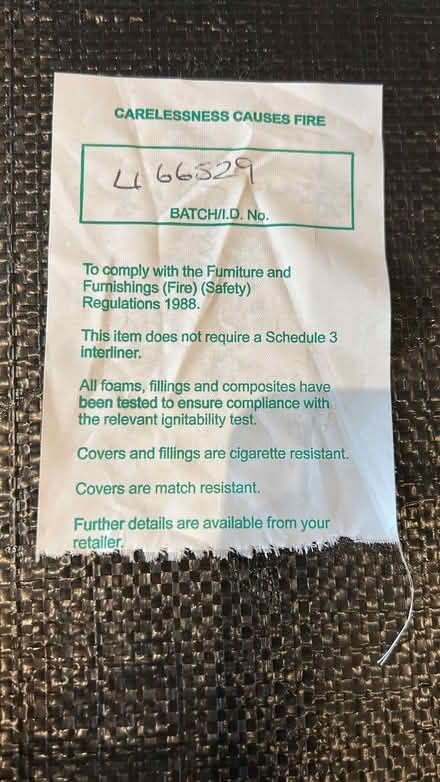 CARELESSNESS CAUSES FIRE
LI 66529
BATCH/I.D. No.
To comply with the Furniture and
Furnishings (Fire) (Safety)
Regulations 1988.
This item does not require a Schedule 3
interliner.
All foams, fillings and composites have
been tested to ensure compliance with
the relevant ignitability test.
Covers and fillings are cigarette resistant.
Covers are match resistant.
Further details are available from your
retailer.